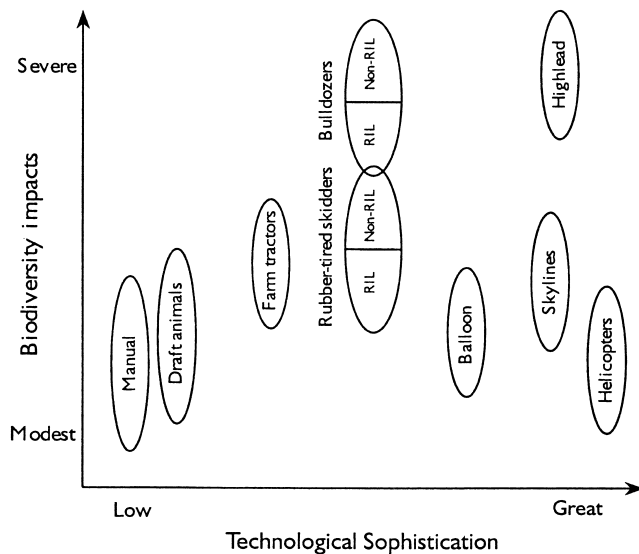 Severe
Biodiversity impacts
Modest
Manual
Draft animals
Farm tractors
Bulldozers
Non-RIL
RIL
Rubber-tired skidders
Non-RIL
RIL
Balloon
Highlead
Skylines
Helicopters
Low
Great
Technological Sophistication